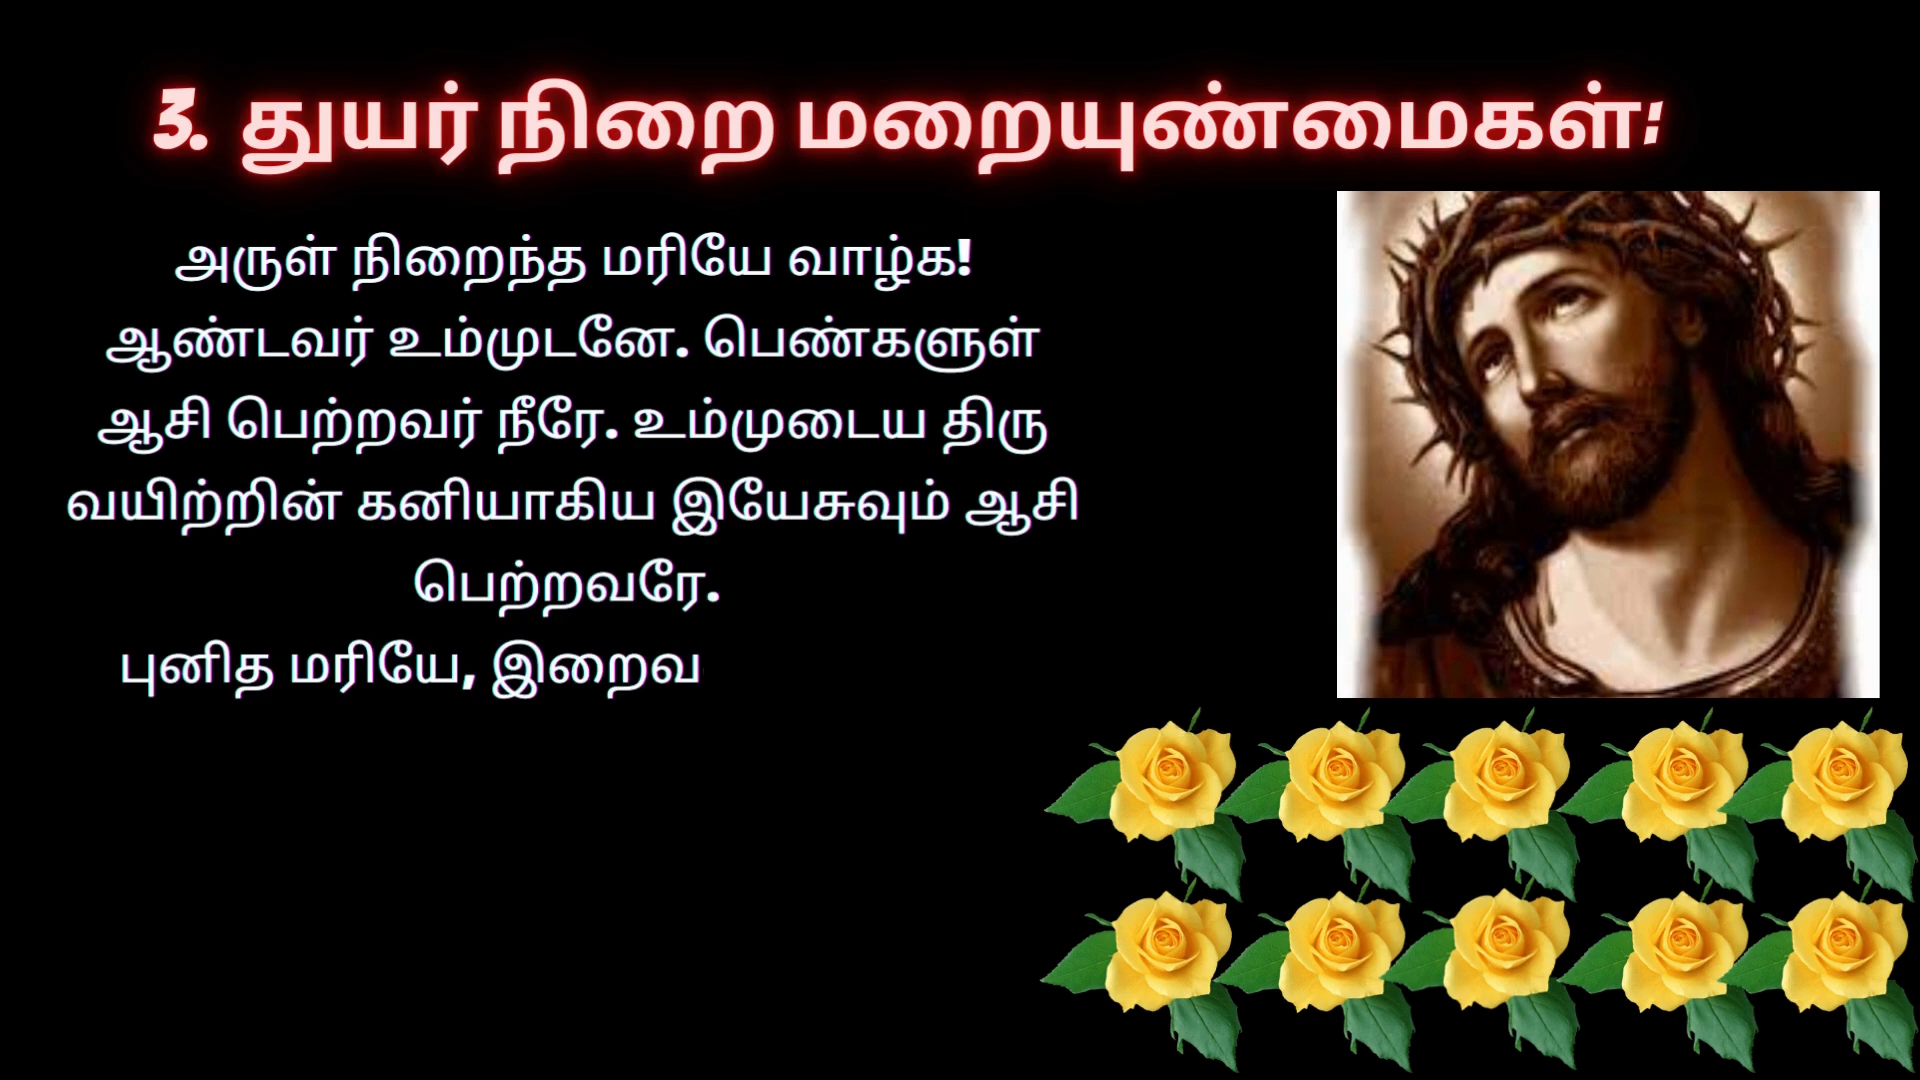 3. துயர் நிறை மறையுண்மைகள்:
அருள் நிறைந்த மரியே வாழ்க!
ஆண்டவர் உம்முடனே. பெண்களுள்
ஆசி பெற்றவர் நீரே. உம்முடைய திரு
வயிற்றின் கனியாகிய இயேசுவும் ஆசி
பெற்றவரே.
புனித மரியே, இறைவ